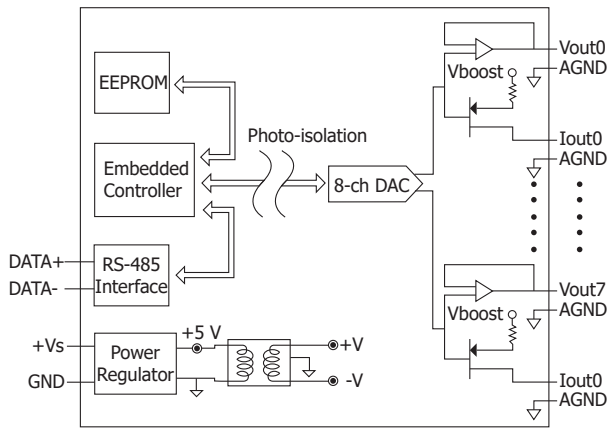 EEPROM
Embedded
Controller
Photo-isolation
8-ch DAC
Vboost
Vout0
AGND
Iout0
AGND
DATA+
DATA-
RS-485
Interface
Vboost
Vout7
AGND
Iout0
AGND
+Vs
GND
Power
Regulator
+5 V
+V
-V